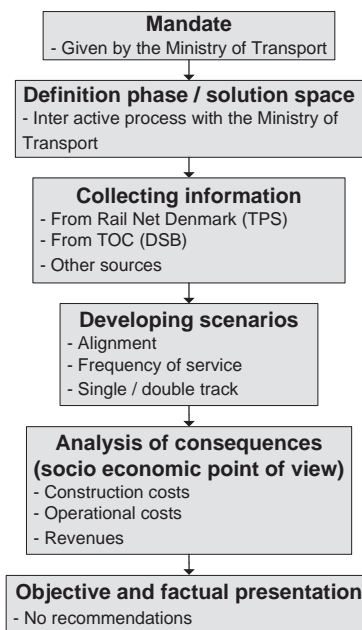 Mandate
- Given by the Ministry of Transport
Definition phase / solution space
- Inter active process with the Ministry of
Transport
Collecting information
- From Rail Net Denmark (TPS)
- From TOC (DSB)
- Other sources
Developing scenarios
- Alignment
- Frequency of service
- Single / double track
Analysis of consequences
(socio economic point of view)
- Construction costs
- Operational costs
- Revenues
Objective and factual presentation
- No recommendations